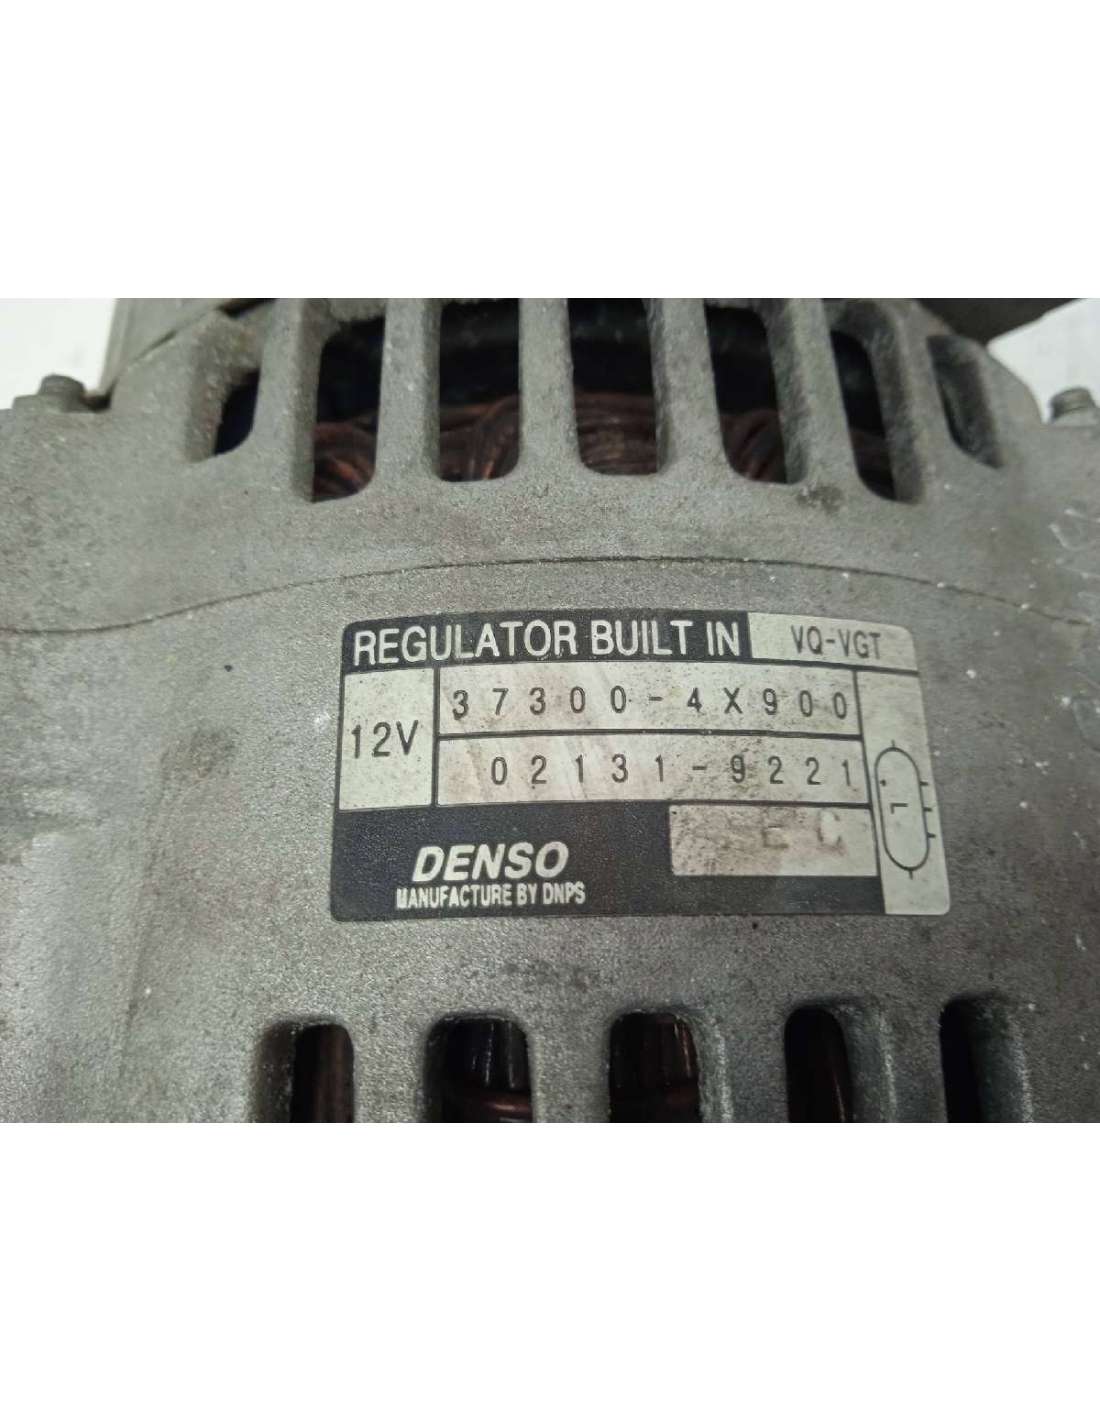 REGULATOR BUILT IN VQ-VGT
12V
37300-4X900
02131-9221
E C
L
DENSO
MANUFACTURE BY DNPS